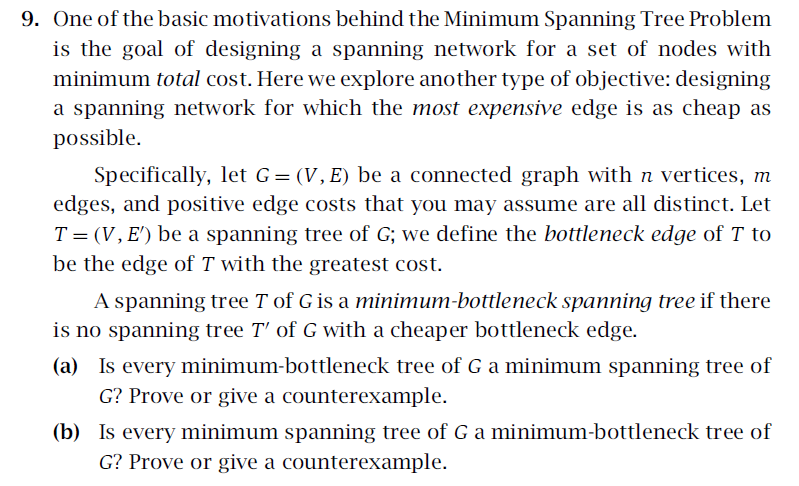 9. One of the basic motivations behind the Minimum Spanning Tree Problem
is the goal of designing a spanning network for a set of nodes with
minimum total cost. Here we explore another type of objective: designing
a spanning network for which the most expensive edge is as cheap as
possible.
Specifically, let G = (V, E) be a connected graph with n vertices, m
edges, and positive edge costs that you may assume are all distinct. Let
T = (V, E′) be a spanning tree of G; we define the bottleneck edge of T to
be the edge of T with the greatest cost.
A spanning tree T of G is a minimum-bottleneck spanning tree if there
is no spanning tree T′ of G with a cheaper bottleneck edge.
(a) Is every minimum-bottleneck tree of G a minimum spanning tree of
G? Prove or give a counterexample.
(b) Is every minimum spanning tree of G a minimum-bottleneck tree of
G? Prove or give a counterexample.